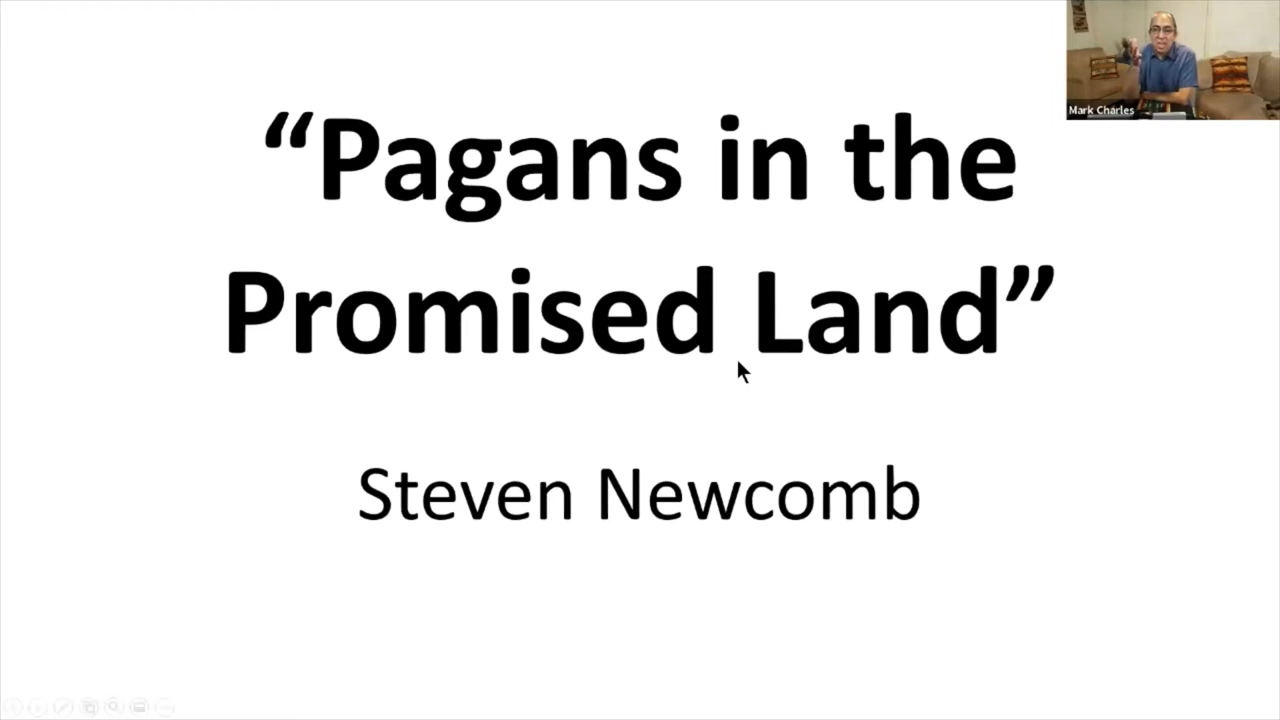 “Pagans in the
Promised Land”
Steven Newcomb
Mark Charles